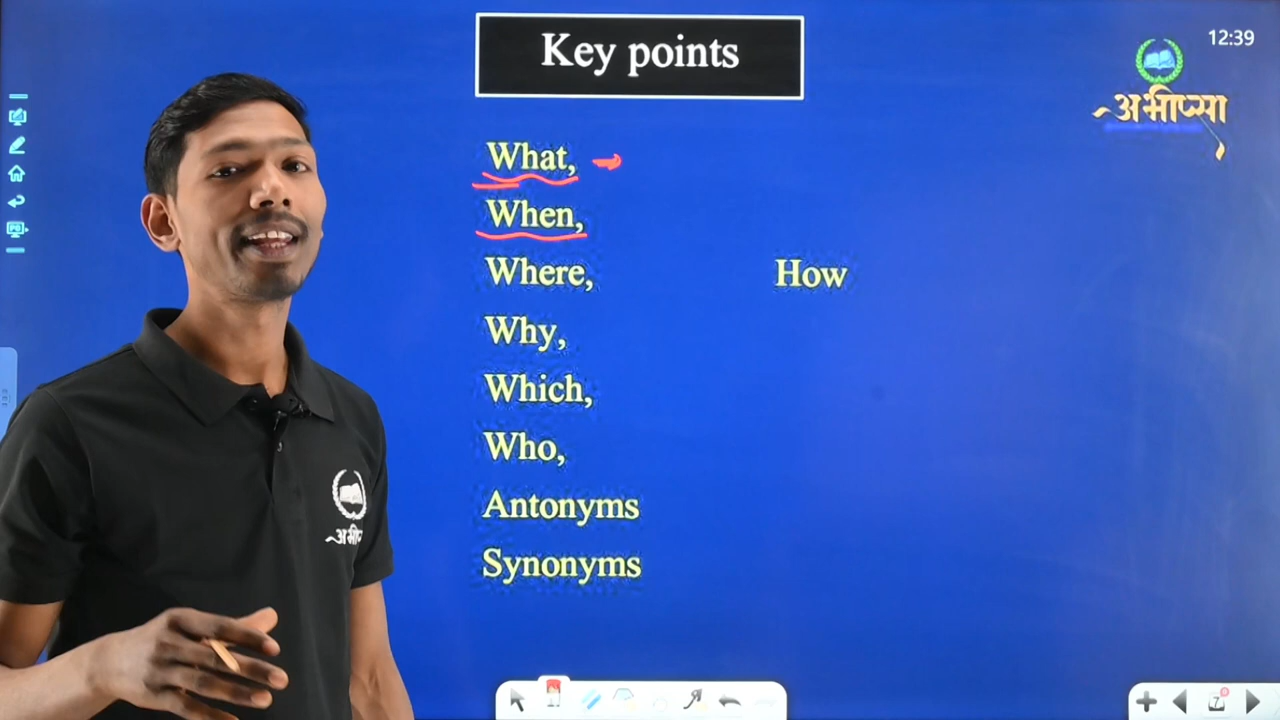 Key points
12:39
अभीप्सा
What,
When,
Where,
How
Why,
Which,
Who,
Antonyms
Synonyms